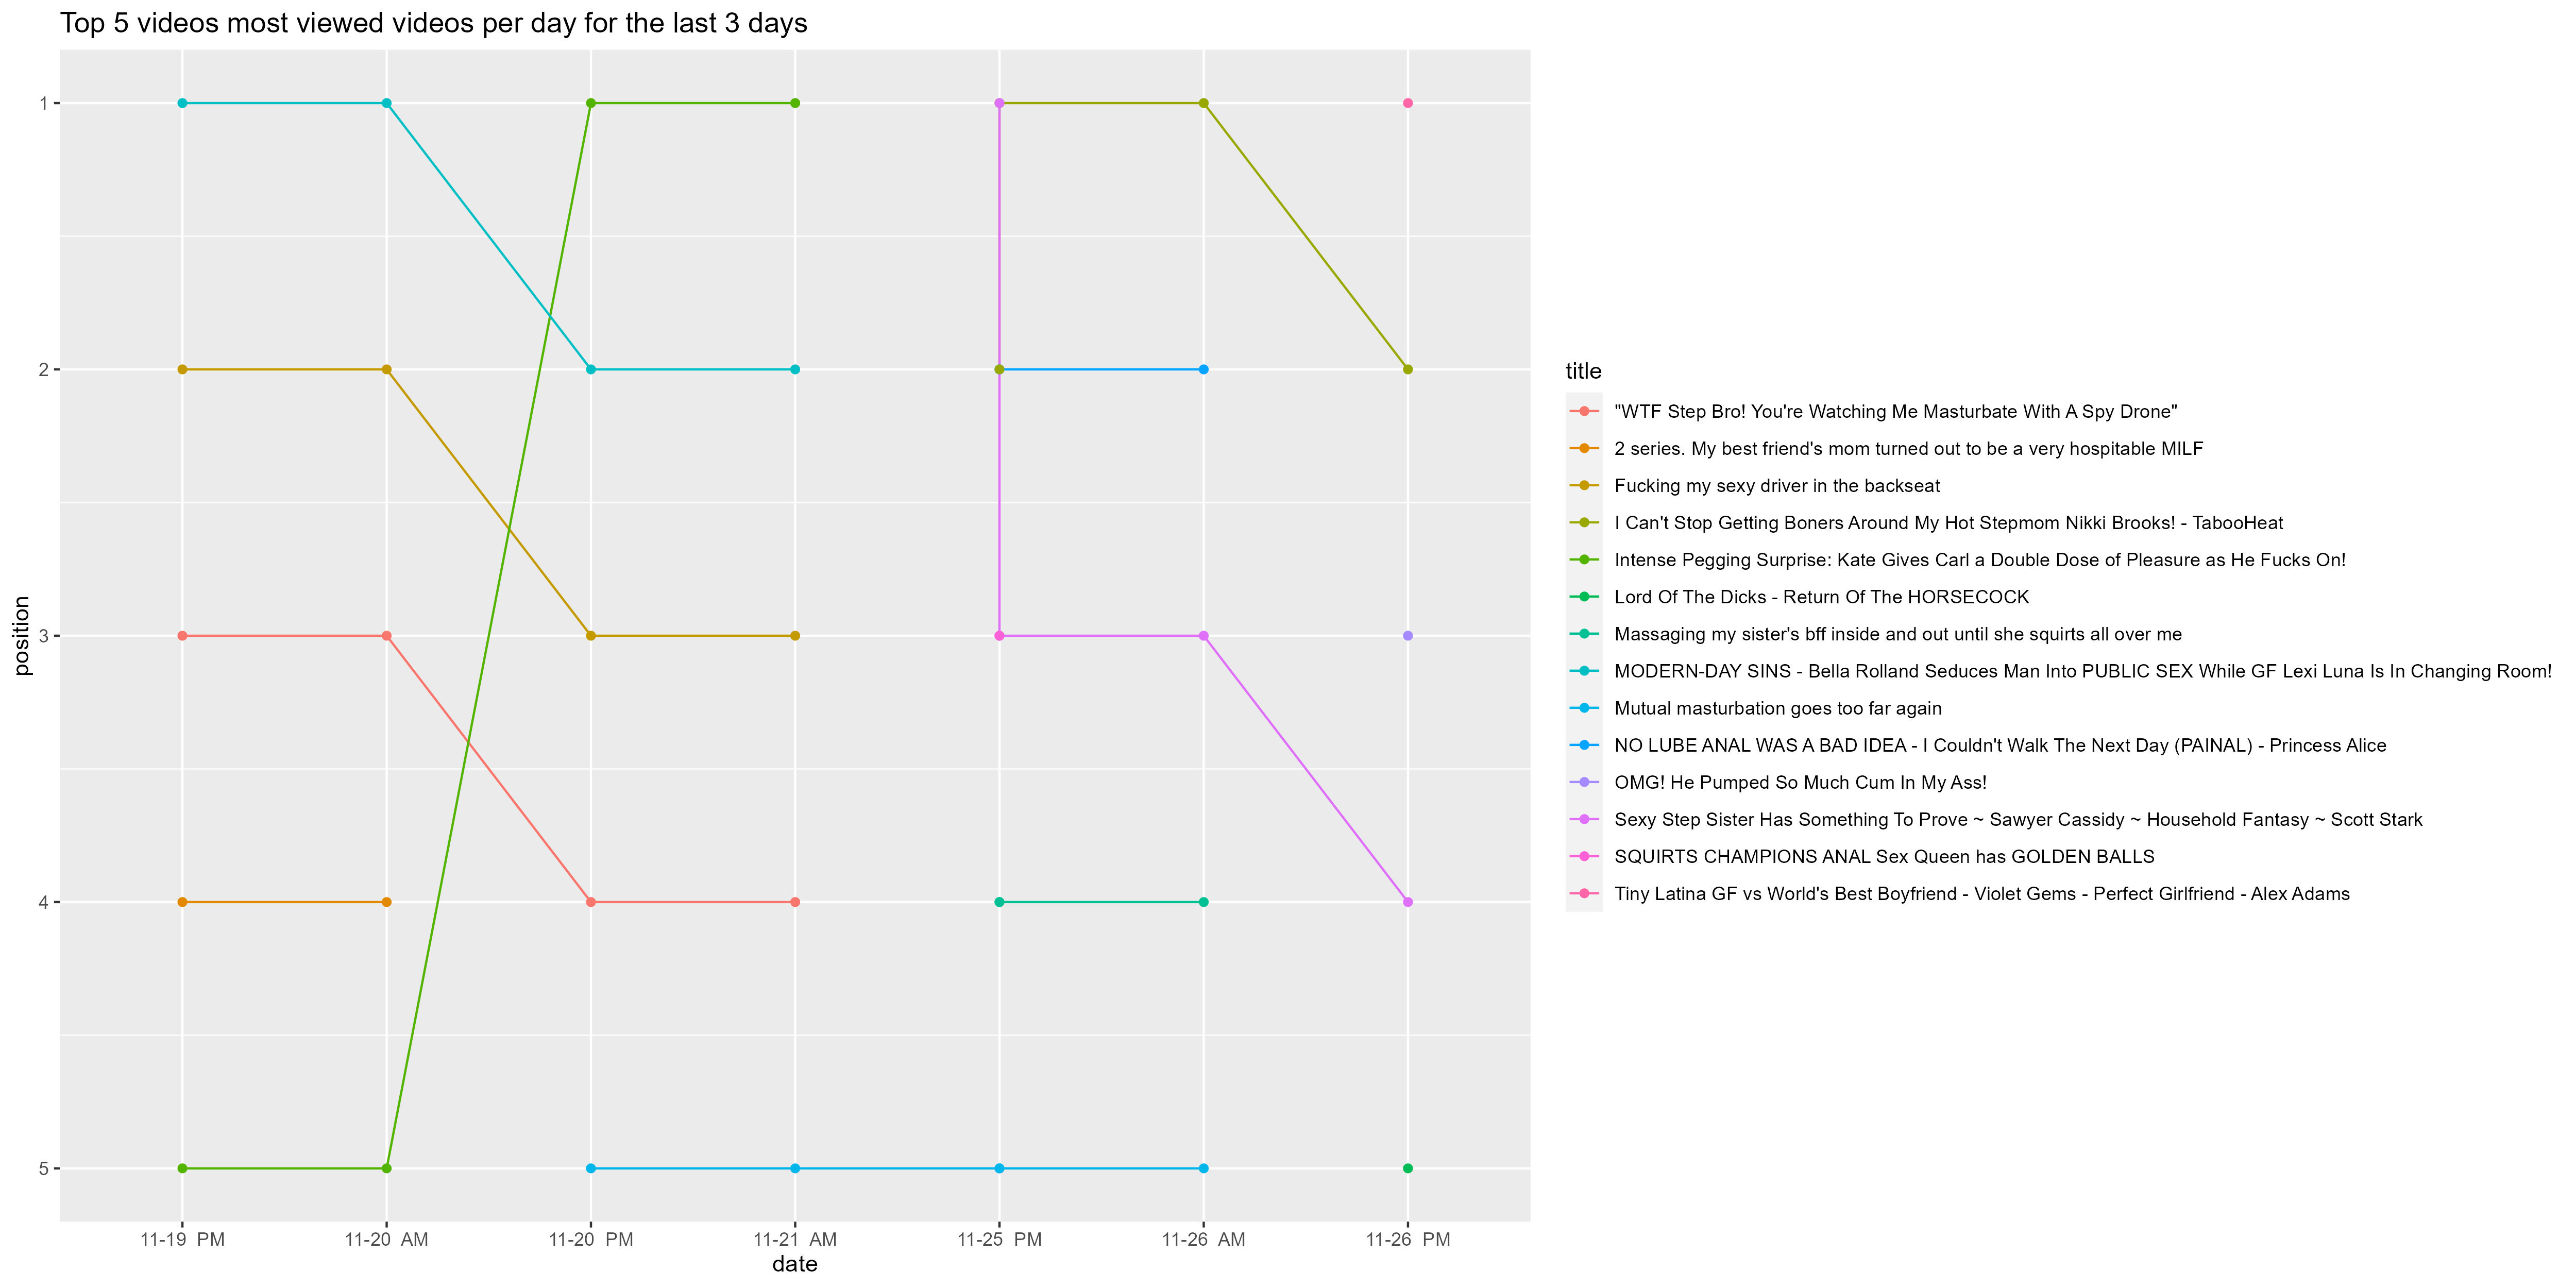 Top 5 videos most viewed videos per day for the last 3 days
position
1
2
3
4
5
11-19 PM
11-20 AM
11-20 PM
11-21 AM
11-25 PM
11-26 AM
11-26 PM
date
title
"WTF Step Bro! You're Watching Me Masturbate With A Spy Drone"
2 series. My best friend's mom turned out to be a very hospitable MILF
Fucking my sexy driver in the backseat
I Can't Stop Getting Boners Around My Hot Stepmom Nikki Brooks! - TabooHeat
Intense Pegging Surprise: Kate Gives Carl a Double Dose of Pleasure as He Fucks On!
Lord Of The Dicks - Return Of The HORSECOCK
Massaging my sister's bff inside and out until she squirts all over me
MODERN-DAY SINS - Bella Rolland Seduces Man Into PUBLIC SEX While GF Lexi Luna Is In Changing Room!
Mutual masturbation goes too far again
NO LUBE ANAL WAS A BAD IDEA - I Couldn't Walk The Next Day (PAINAL) - Princess Alice
OMG! He Pumped So Much Cum In My Ass!
Sexy Step Sister Has Something To Prove ~ Sawyer Cassidy ~ Household Fantasy ~ Scott Stark
SQUIRTS CHAMPIONS ANAL Sex Queen has GOLDEN BALLS
Tiny Latina GF vs World's Best Boyfriend - Violet Gems - Perfect Girlfriend - Alex Adams